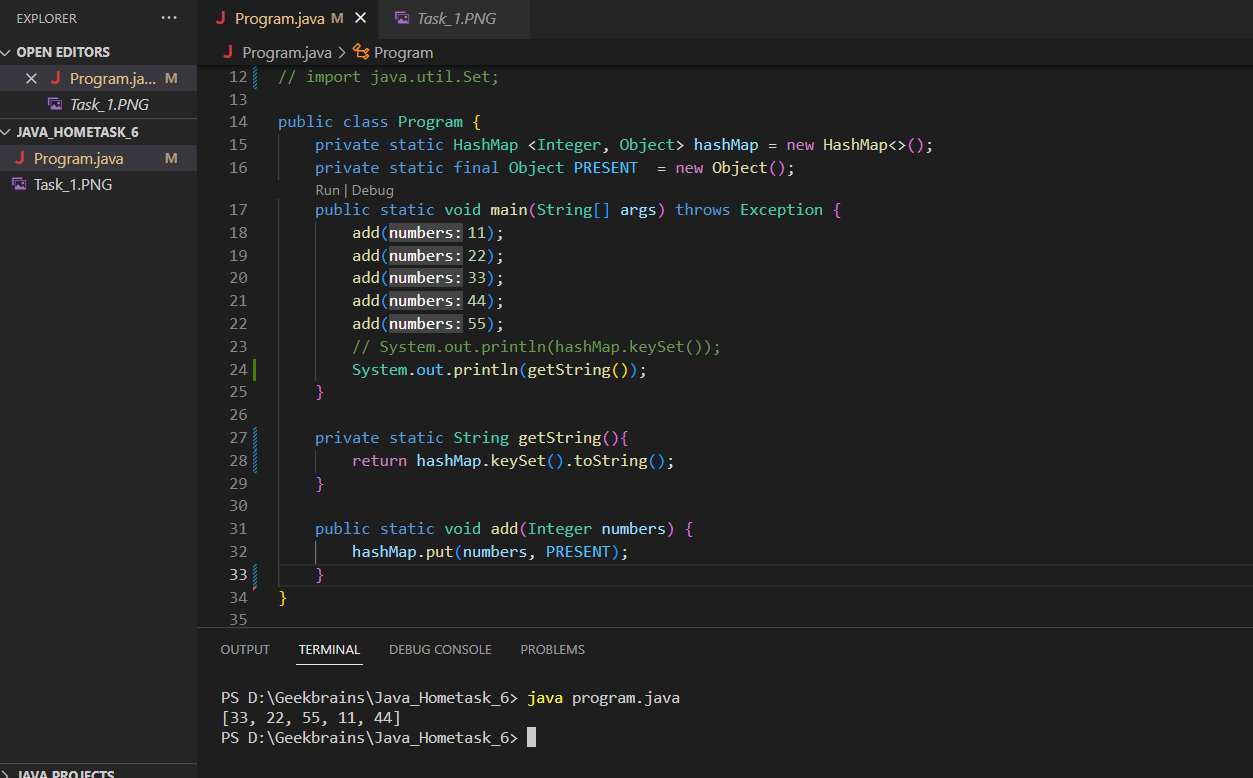 EXPLORER ···
OPEN EDITORS
Program.ja... M
Task_1.PNG
JAVA_HOMETASK_6
Program.java M
Task_1.PNG
JAVA PROJECTS
Program.java M Task_1.PNG
Program.java > Program
12 // import java.util.Set;
13
14 public class Program {
15 private static HashMap <Integer, Object> hashMap = new HashMap<>();
16 private static final Object PRESENT  = new Object();
Run | Debug
17 public static void main(String[] args) throws Exception {
18 add(numbers: 11);
19 add(numbers: 22);
20 add(numbers: 33);
21 add(numbers: 44);
22 add(numbers: 55);
23 // System.out.println(hashMap.keySet());
24 System.out.println(getString());
25 }
26
27 private static String getString(){
28 return hashMap.keySet().toString();
29 }
30
31 public static void add(Integer numbers) {
32 hashMap.put(numbers, PRESENT);
33 }
34 }
35
OUTPUT TERMINAL DEBUG CONSOLE PROBLEMS
PS D:\Geekbrains\Java_Hometask_6> java program.java
[33, 22, 55, 11, 44]
PS D:\Geekbrains\Java_Hometask_6>